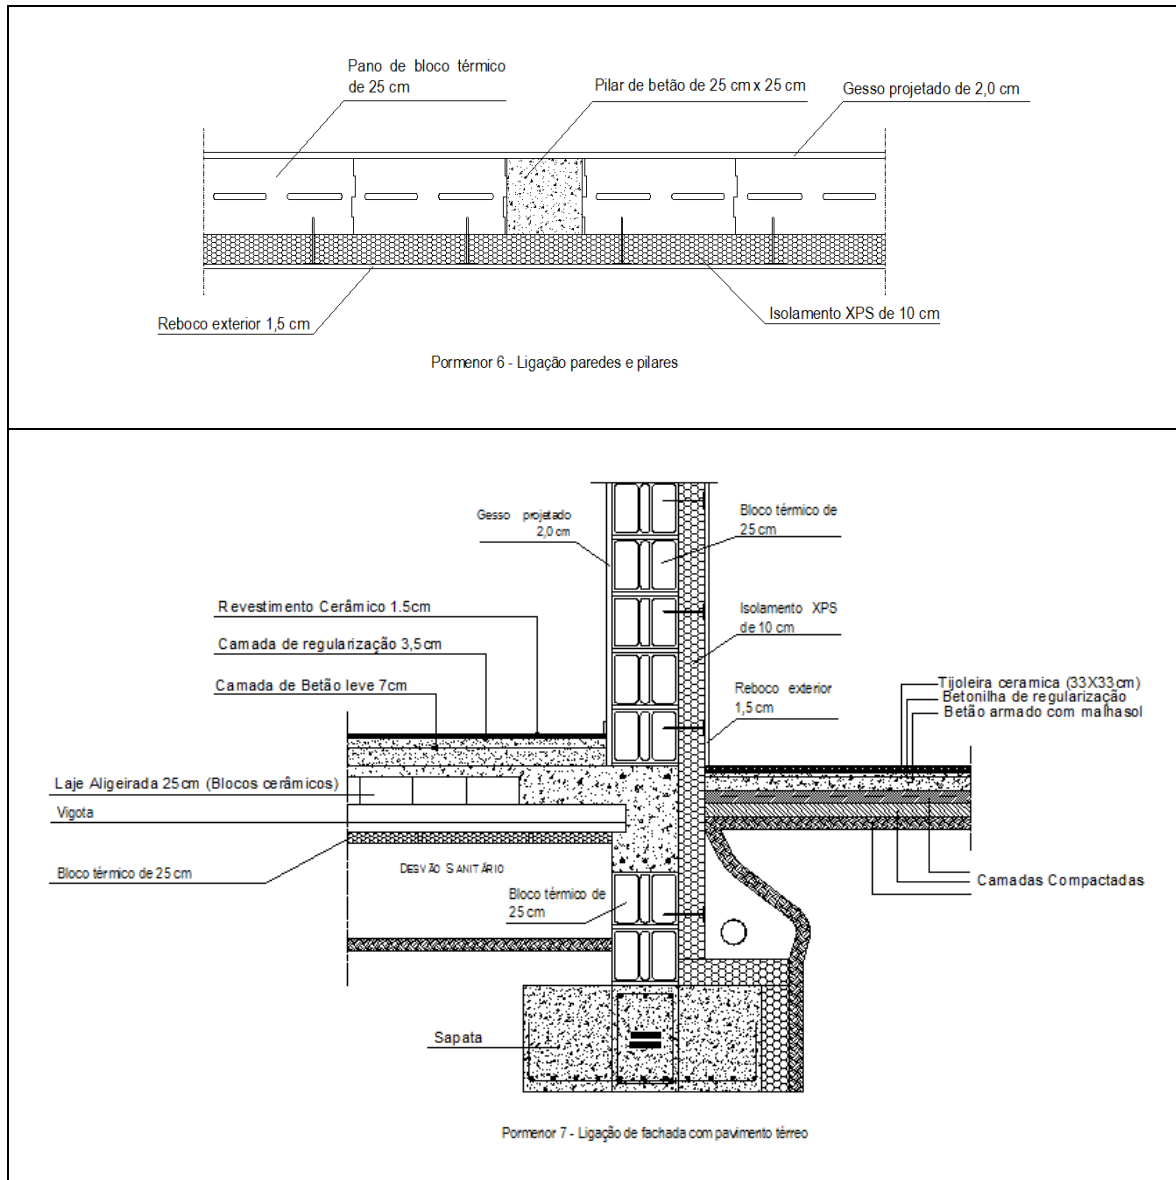 Pano de bloco térmico
de 25 cm
Pilar de betão de 25 cm x 25 cm
Gesso projetado de 2,0 cm
Reboco exterior 1,5 cm
Isolamento XPS de 10 cm
Pormenor 6 - Ligação paredes e pilares
Gesso projetado
2,0 cm
Bloco térmico de
25 cm
Revestimento Cerâmico 1.5cm
Camada de regularização 3,5cm
Camada de Betão leve 7cm
Isolamento XPS
de 10 cm
Reboco exterior
1,5 cm
Tijoleira ceramica (33X33cm)
Betonilha de regularização
Betão armado com malhasol
Laje Aligeirada 25cm (Blocos cerâmicos)
Vigota
Bloco térmico de 25 cm
DESVÃO SANITÁRIO
Bloco térmico de
25 cm
Camadas Compactadas
Sapata
Pormenor 7 - Ligação de fachada com pavimento térreo